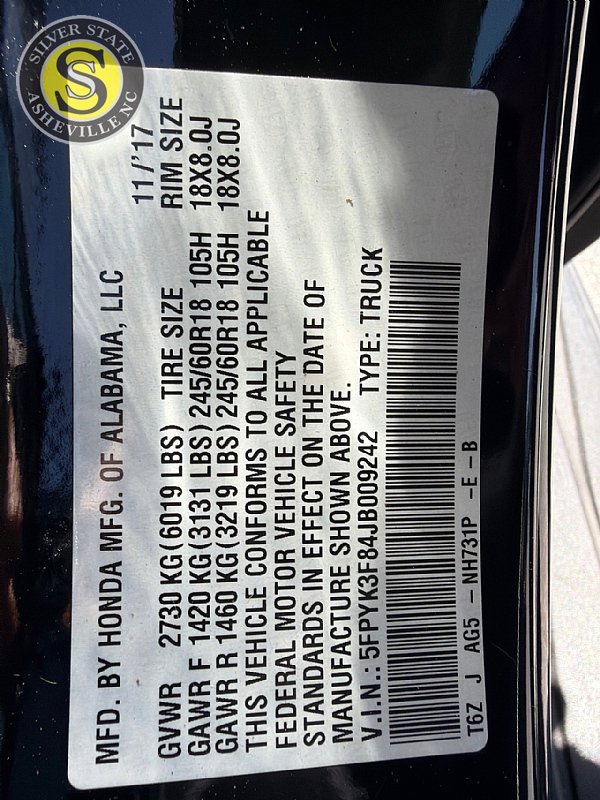 SILVER STATE
S
ASHEVILLE NC
MFD. BY HONDA MFG. OF ALABAMA, LLC 11/'17
GVWR 2730 KG(6019 LBS) TIRE SIZE RIM SIZE
GAWR F 1420 KG(3131 LBS) 245/60R18 105H 18X8.0J
GAWR R 1460 KG(3219 LBS) 245/60R18 105H 18X8.0J
THIS VEHICLE CONFORMS TO ALL APPLICABLE
FEDERAL MOTOR VEHICLE SAFETY
STANDARDS IN EFFECT ON THE DATE OF
MANUFACTURE SHOWN ABOVE.
V.I.N.: 5FPYK3F84JB009242 TYPE: TRUCK
T6Z J AG5 -NH731P -E-B